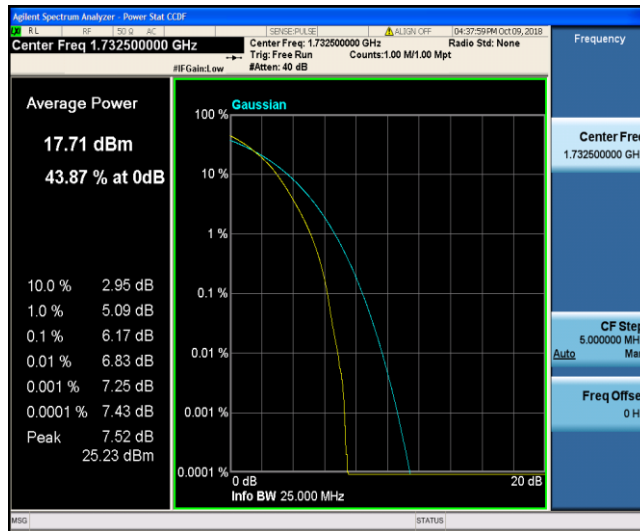 Agilent Spectrum Analyzer - Power Stat CCDF
RL RF 50 Ω AC SENSE:PULSE ALIGN OFF 04:37:59PM Oct 09, 2018
Center Freq 1.732500000 GHz
Center Freq: 1.732500000 GHz Radio Std: None
Trig: Free Run Counts:1.00 M/1.00 Mpt
#IFGain:Low #Atten: 40 dB
Frequency
Average Power
17.71 dBm
43.87 % at 0dB
10.0 % 2.95 dB
1.0 % 5.09 dB
0.1 % 6.17 dB
0.01 % 6.83 dB
0.001 % 7.25 dB
0.0001 % 7.43 dB
Peak 7.52 dB
25.23 dBm
Gaussian
100 %
10 %
1 %
0.1 %
0.01 %
0.001 %
0.0001 %
0 dB 20 dB
Info BW 25.000 MHz
Center Fre
1.732500000 GH
CF Step
5.000000 MH
Auto Ma
Freq Offse
0 H
MSG STATUS